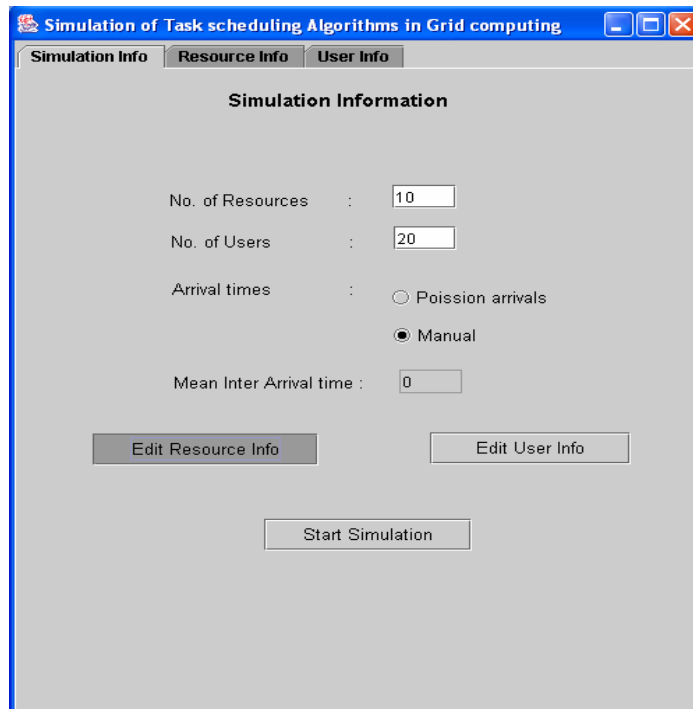 Simulation of Task scheduling Algorithms in Grid computing
Simulation Info Resource Info User Info
Simulation Information
No. of Resources : 10
No. of Users : 20
Arrival times : Poission arrivals
Manual
Mean Inter Arrival time : 0
Edit Resource Info Edit User Info
Start Simulation